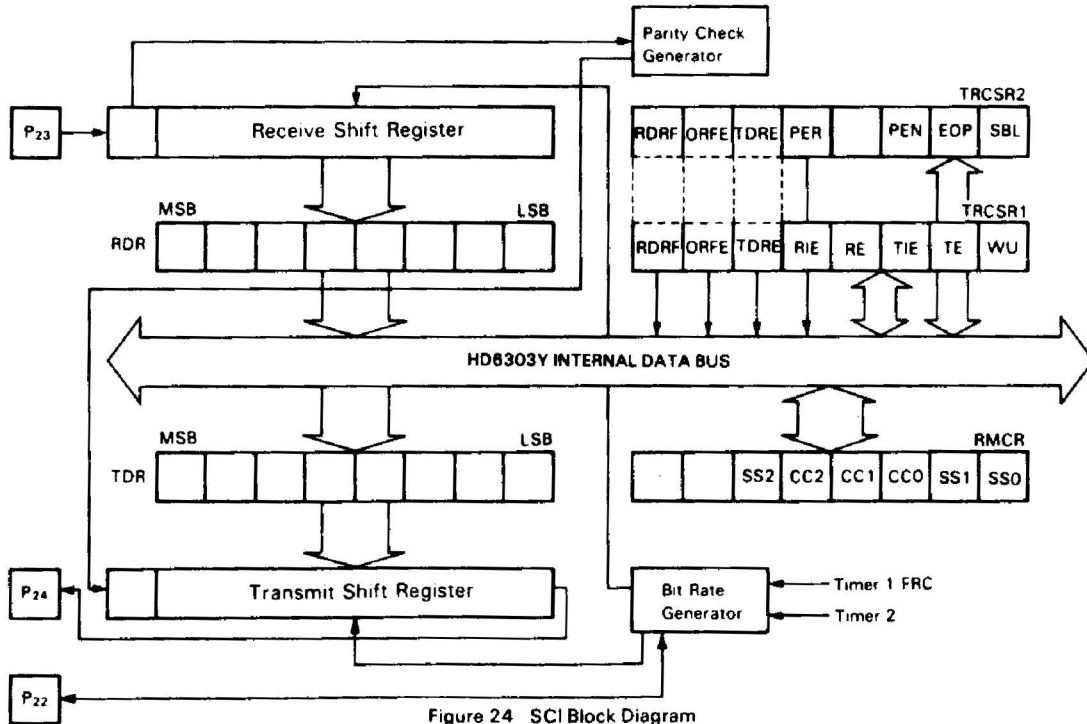 Parity Check
Generator
TRCSR2
P23
Receive Shift Register
RDRF ORFE TDRE PER PEN EOP SBL
MSB LSB
TRCSR1
RDR
RDRF ORFE TDRE RIE RE TIE TE WU
HD6303Y INTERNAL DATA BUS
MSB LSB
RMCR
TDR
SS2 CC2 CC1 CC0 SS1 SS0
P24
Transmit Shift Register
Bit Rate
Generator
Timer 1 FRC
Timer 2
P22
Figure 24 SCI Block Diagram